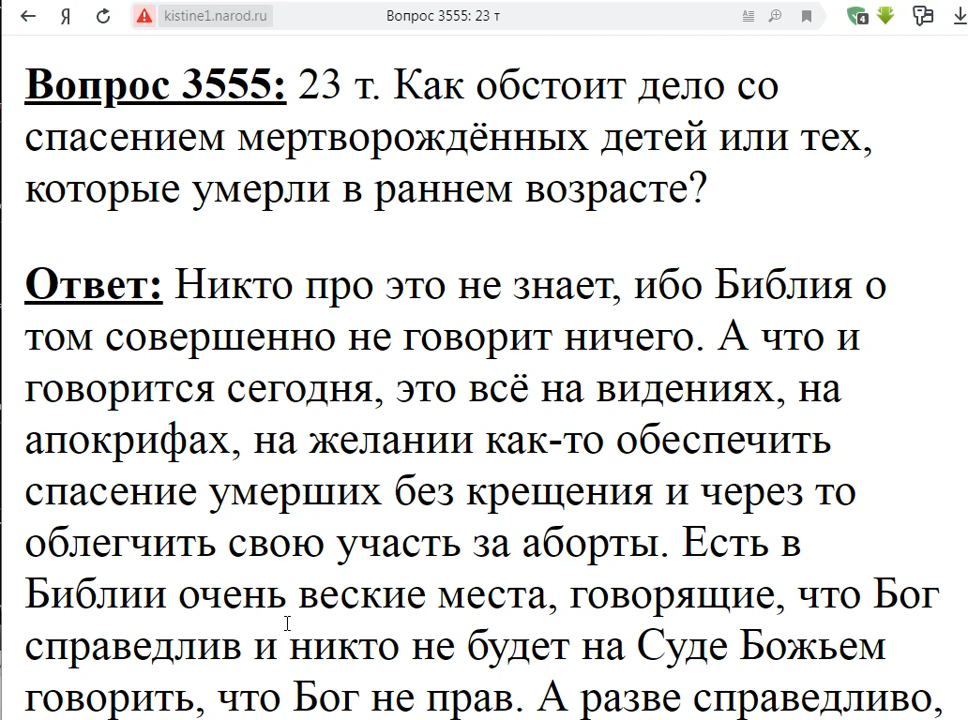 kistine1.narod.ru
Вопрос 3555: 23 т
4
Вопрос 3555: 23 т. Как обстоит дело со
спасением мертворождённых детей или тех,
которые умерли в раннем возрасте?
Ответ: Никто про это не знает, ибо Библия о
том совершенно не говорит ничего. А что и
говорится сегодня, это всё на видениях, на
апокрифах, на желании как-то обеспечить
спасение умерших без крещения и через то
облегчить свою участь за аборты. Есть в
Библии очень веские места, говорящие, что Бог
справедлив и никто не будет на Суде Божьем
говорить, что Бог не прав. А разве справедливо,